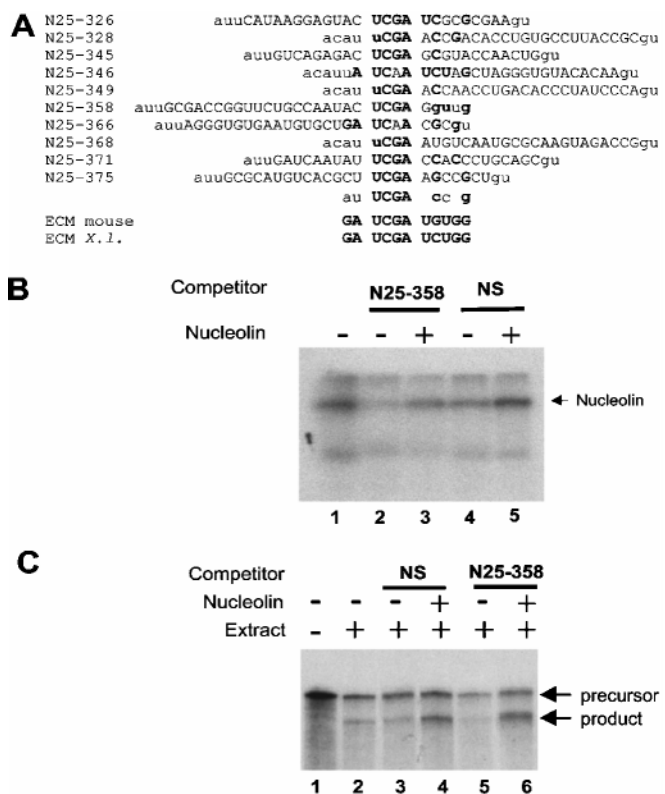 A
N25-326 auuCAUAAGGAGUAC UCGA UCGCGCGAAgu
N25-328 acau uCGA ACCGACACCUGUGCCUUACCGCgu
N25-345 auuGUCAGAGAC UCGA GCGUACCAACUGgu
N25-346 acauuA UCAA UCUAGCUAGGGUGUACACAAgu
N25-349 acau uCGA ACCAACCUGACACCCUAUCCCAgu
N25-358 auuGCGACCGGUUCUGCCAAUAC UCGA Gguug
N25-366 auuAGGGUGUGAAUGUGCUGA UCAA CGCgu
N25-368 acau uCGA AUGUCAAUGCGCAAGUAGACCGgu
N25-371 auuGAUCAAUAU UCGA CCACCCUGCAGCgu
N25-375 auuGCGCAUGUCACGCU UCGA AGCCGCUgu
au UCGA cc g
ECM mouse GA UCGA UGUGG
ECM X.l. GA UCGA UCUGG
B
Competitor N25-358 NS
Nucleolin - - + - +
Nucleolin
1 2 3 4 5
C
Competitor NS N25-358
Nucleolin - - - + - +
Extract - + + + + +
precursor
product
1 2 3 4 5 6